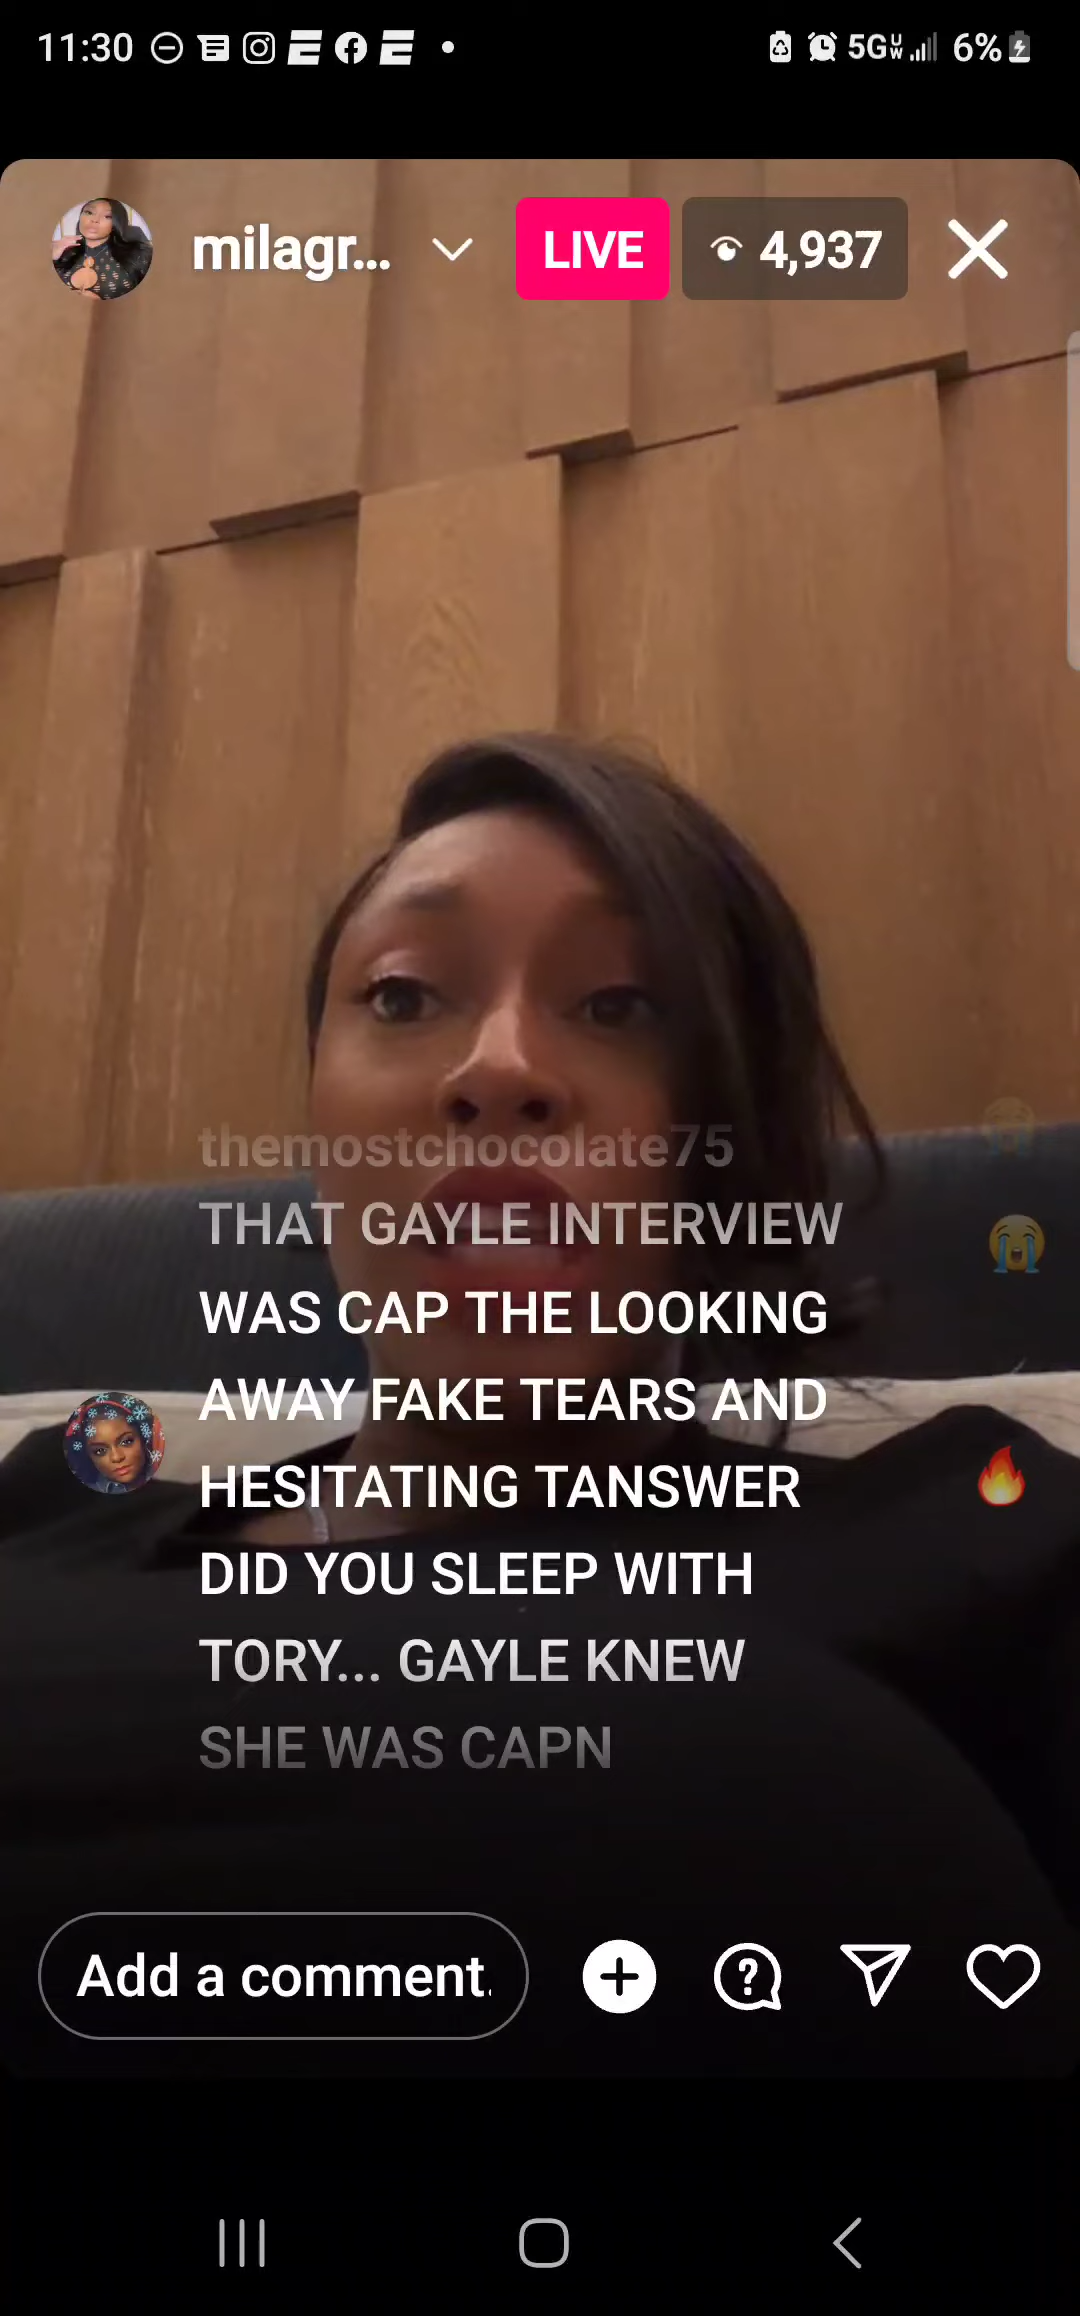 11:30
5G UW
6%
milagr...
LIVE
4,937
themostchocolate75
THAT GAYLE INTERVIEW
WAS CAP THE LOOKING
AWAY FAKE TEARS AND
HESITATING TANSWER
DID YOU SLEEP WITH
TORY... GAYLE KNEW
SHE WAS CAPN
Add a comment.